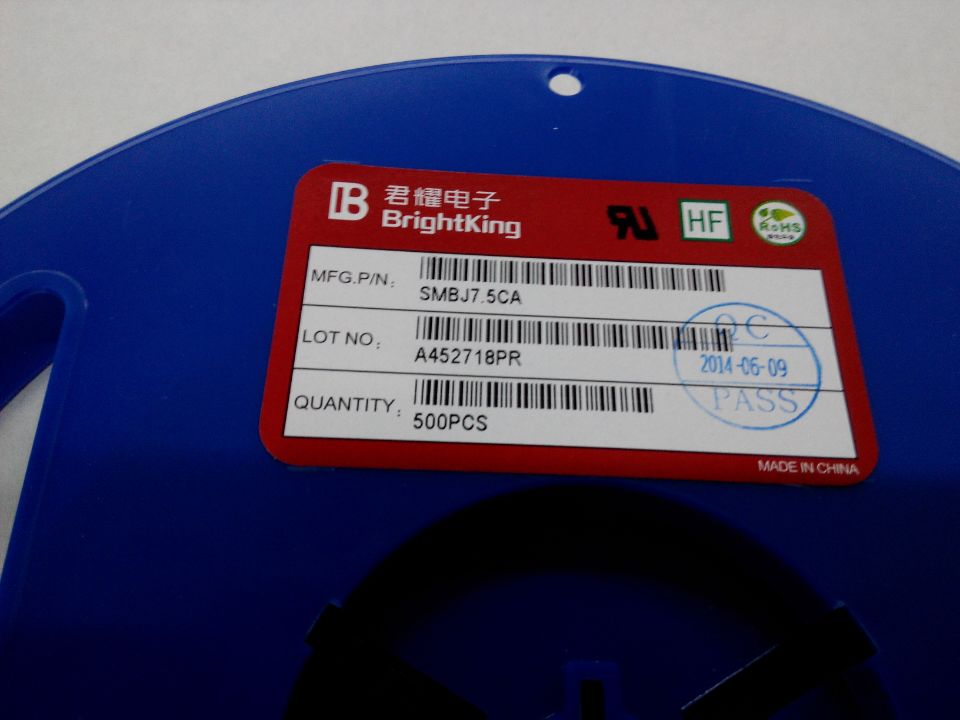 君耀电子
BrightKing
HF
RoHS
MFG.P/N:
SMBJ7.5CA
LOT NO:
A452718PR
QUANTITY:
500PCS
QC
2014-06-09
PASS
MADE IN CHINA